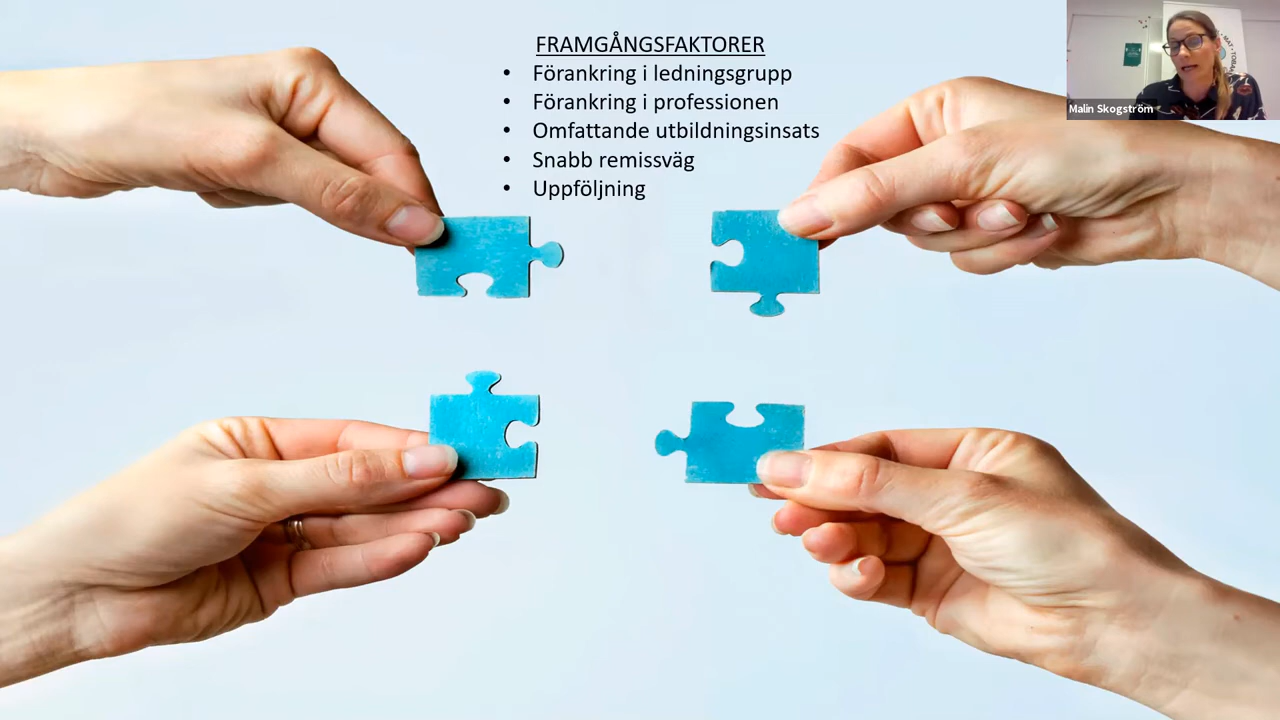 FRAMGÅNGSFAKTORER
• Förankring i ledningsgrupp
• Förankring i professionen
• Omfattande utbildningsinsats
• Snabb remissväg
• Uppföljning
Malin Skogström